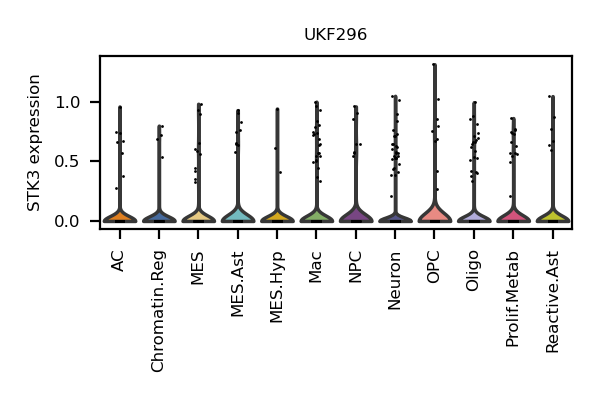 UKF296
STK3 expression
1.0
0.5
0.0
AC
Chromatin.Reg
MES
MES.Ast
MES.Hyp
Mac
NPC
Neuron
OPC
Oligo
Prolif.Metab
Reactive.Ast